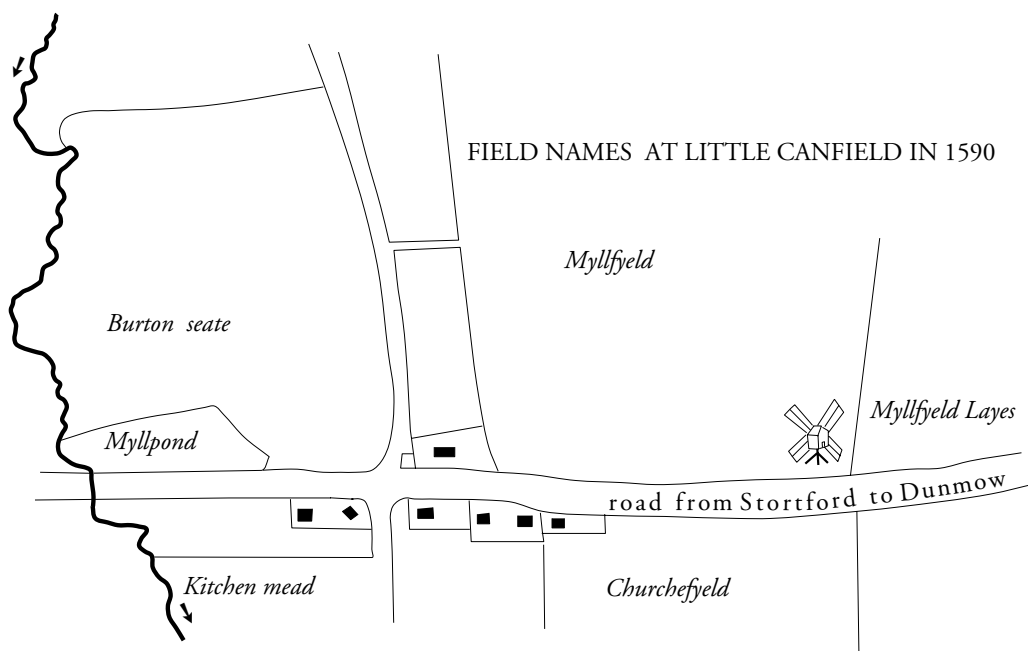 FIELD NAMES AT LITTLE CANFIELD IN 1590
Myllfyeld
Burton seate
Myllfyeld Layes
Myllpond
road from Stortford to Dunmow
Kitchen mead
Churchefyeld